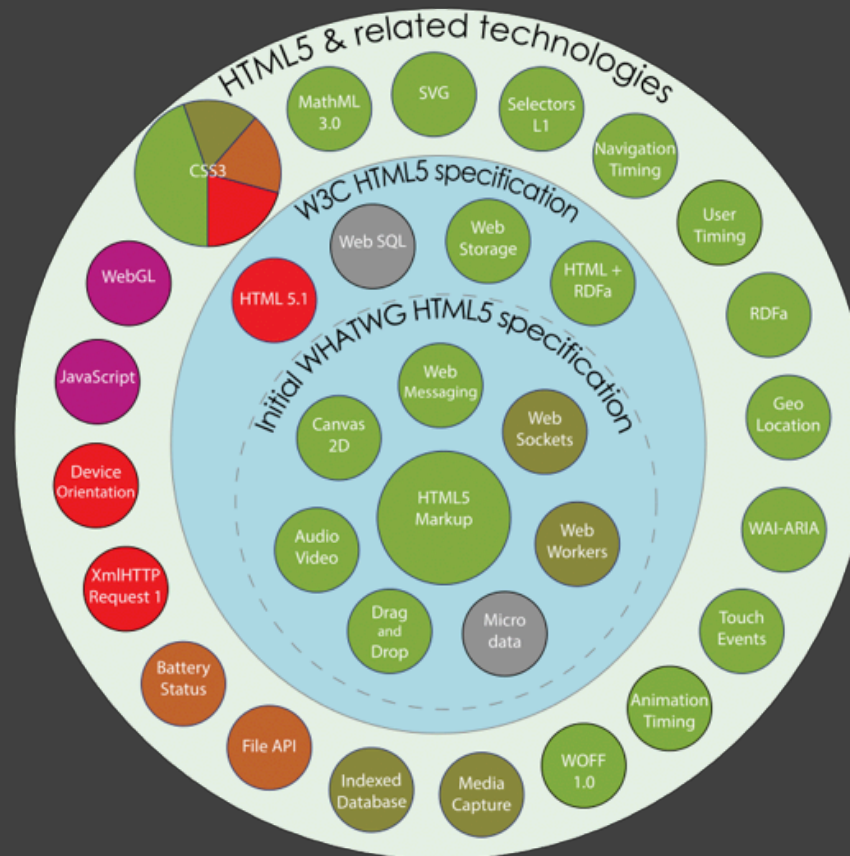 HTML5 & related technologies
MathML
3.0
SVG
Selectors
L1
Navigation
Timing
User
Timing
RDFa
Geo
Location
WAI-ARIA
Touch
Events
Animation
Timing
WOFF
1.0
Media
Capture
Indexed
Database
File API
Battery
Status
XmlHTTP
Request 1
Device
Orientation
JavaScript
WebGL
CSS3
W3C HTML5 specification
HTML 5.1
Web SQL
Web
Storage
HTML +
RDFa
Initial WHATWG HTML5 specification
Web
Messaging
Web
Sockets
Web
Workers
Micro
data
Drag
and
Drop
Audio
Video
Canvas
2D
HTML5
Markup